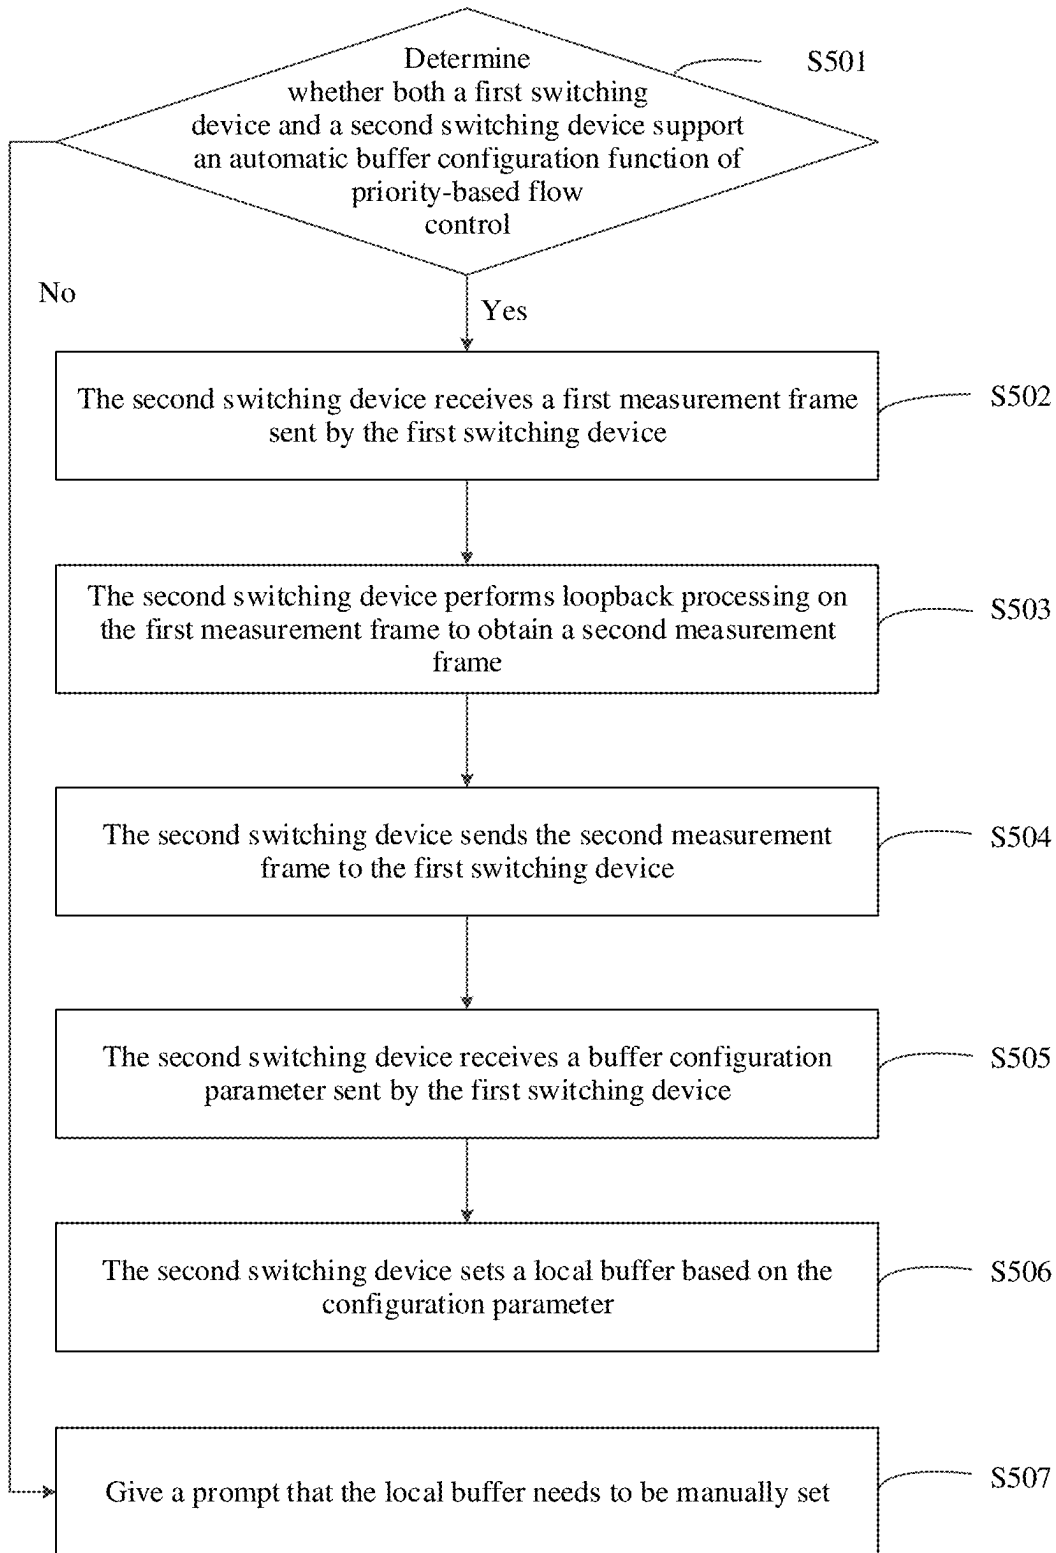 Determine
whether both a first switching
device and a second switching device support
an automatic buffer configuration function of
priority-based flow
control
S501
No
Yes
The second switching device receives a first measurement frame
sent by the first switching device
S502
The second switching device performs loopback processing on
the first measurement frame to obtain a second measurement
frame
S503
The second switching device sends the second measurement
frame to the first switching device
S504
The second switching device receives a buffer configuration
parameter sent by the first switching device
S505
The second switching device sets a local buffer based on the
configuration parameter
S506
Give a prompt that the local buffer needs to be manually set
S507